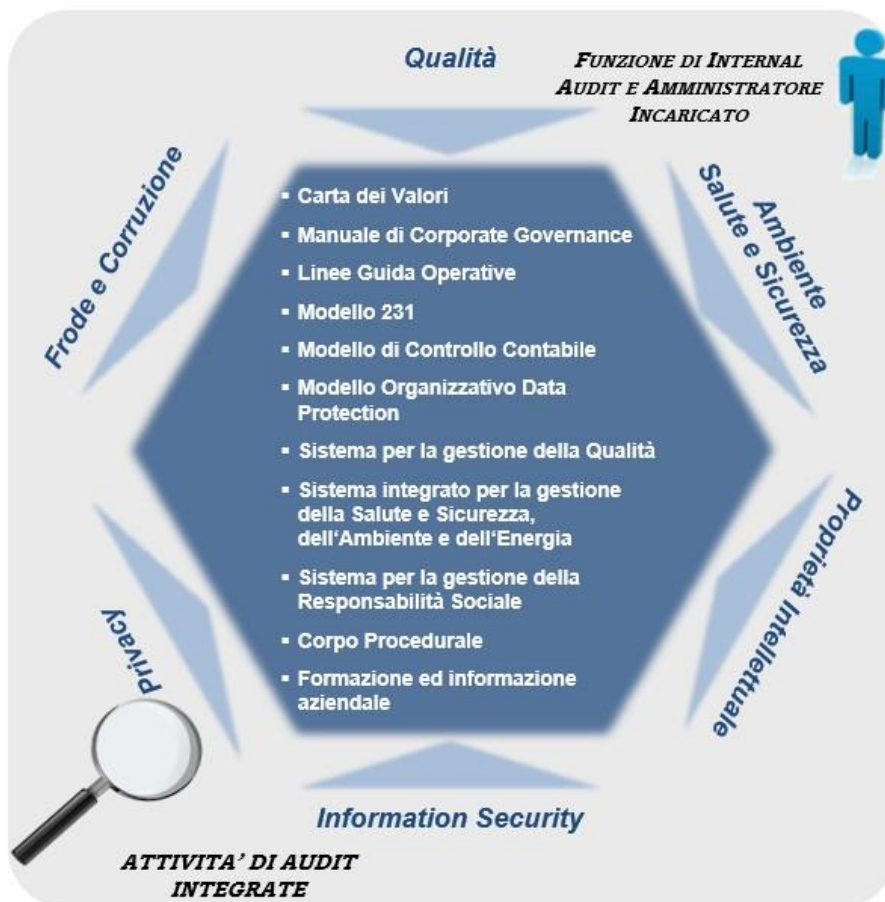 Qualità
FUNZIONE DI INTERNAL
AUDIT E AMMINISTRATORE
INCARICATO
Frode e Corruzione
Ambiente
Salute e Sicurezza
▪ Carta dei Valori
▪ Manuale di Corporate Governance
▪ Linee Guida Operative
▪ Modello 231
▪ Modello di Controllo Contabile
▪ Modello Organizzativo Data
Protection
▪ Sistema per la gestione della Qualità
▪ Sistema integrato per la gestione
della Salute e Sicurezza,
dell'Ambiente e dell'Energia
▪ Sistema per la gestione della
Responsabilità Sociale
▪ Corpo Procedurale
▪ Formazione ed informazione
aziendale
Privacy
Proprietà Intellettuale
Information Security
ATTIVITA' DI AUDIT
INTEGRATE